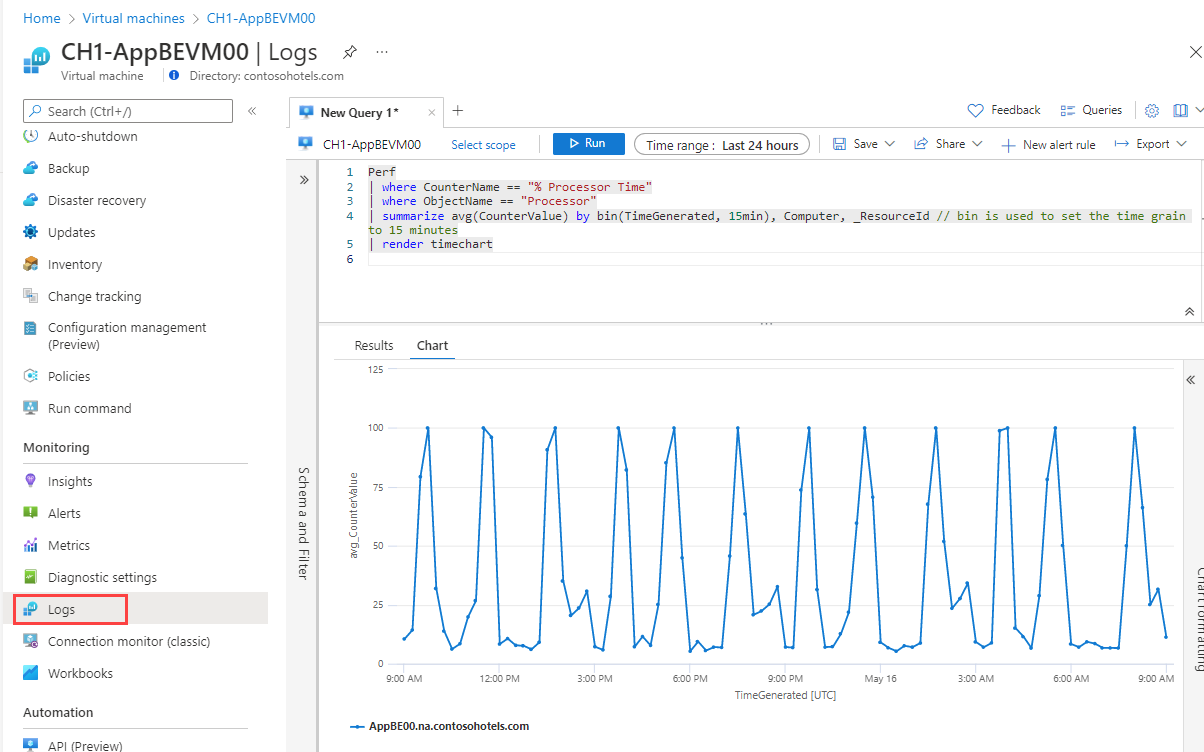 Home > Virtual machines > CH1-AppBEVM00
CH1-AppBEVM00 | Logs
Virtual machine
Directory: contosohotels.com
Search (Ctrl+/)
Auto-shutdown
Backup
Disaster recovery
Updates
Inventory
Change tracking
Configuration management
(Preview)
Policies
Run command
Monitoring
Insights
Alerts
Metrics
Diagnostic settings
Logs
Connection monitor (classic)
Workbooks
Automation
API (Preview)
New Query 1*
Feedback
Queries
CH1-AppBEVM00
Select scope
Run
Time range : Last 24 hours
Save
Share
New alert rule
Export
1 Perf
2 | where CounterName == "% Processor Time"
3 | where ObjectName == "Processor"
4 | summarize avg(CounterValue) by bin(TimeGenerated, 15min), Computer, _ResourceId // bin is used to set the time grain
to 15 minutes
5 | render timechart
6
Schema and Filter
Results
Chart
125
100
75
50
25
0
avg_CounterValue
9:00 AM 12:00 PM 3:00 PM 6:00 PM 9:00 PM May 16 3:00 AM 6:00 AM 9:00 AM
TimeGenerated [UTC]
AppBE00.na.contosohotels.com
Chart Formatting